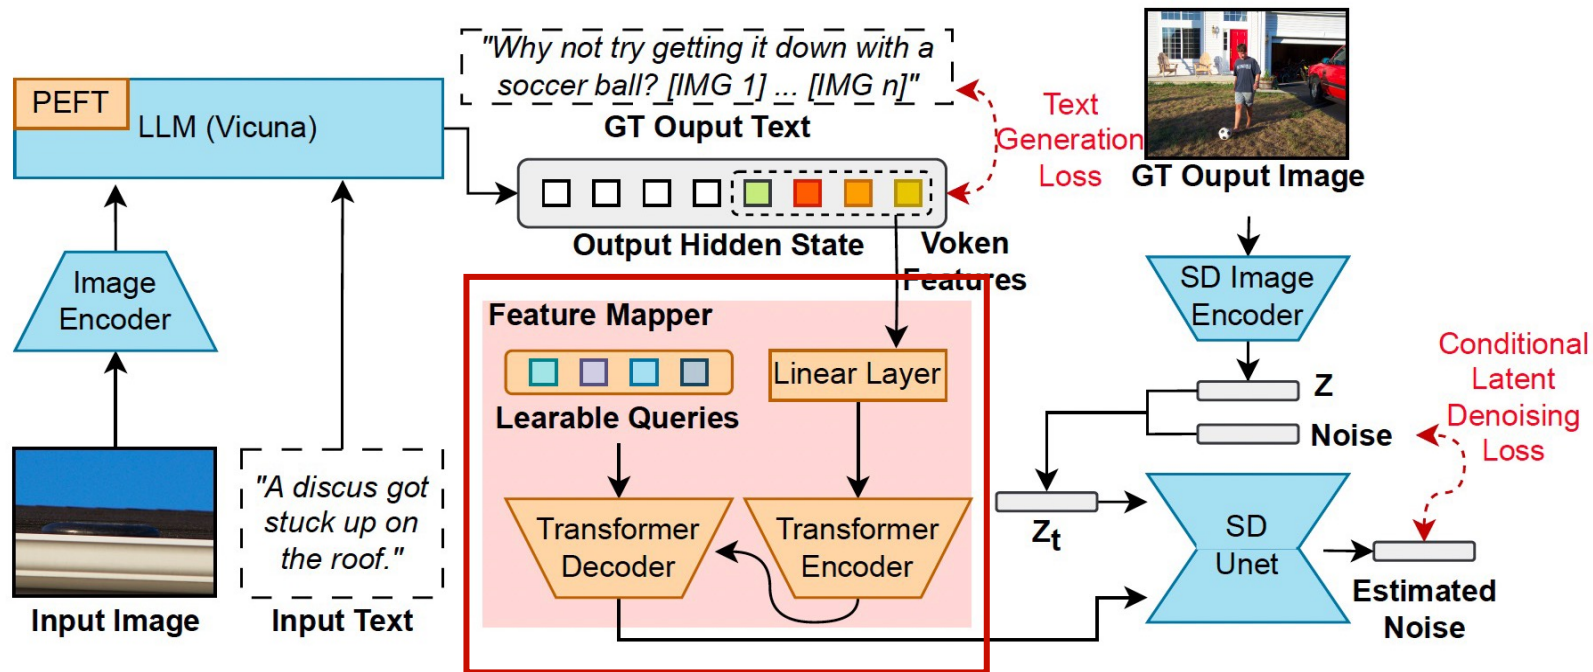 PEFT
LLM (Vicuna)
Image
Encoder
Input Image
"A discus got
stuck up on
the roof."
Input Text
"Why not try getting it down with a
soccer ball? [IMG 1] ... [IMG n]"
GT Ouput Text
Text
Generation
Loss
Output Hidden State
Voken
Features
Feature Mapper
Learable Queries
Linear Layer
Transformer
Decoder
Transformer
Encoder
GT Ouput Image
SD Image
Encoder
Z
Noise
Zt
SD
Unet
Conditional
Latent
Denoising
Loss
Estimated
Noise